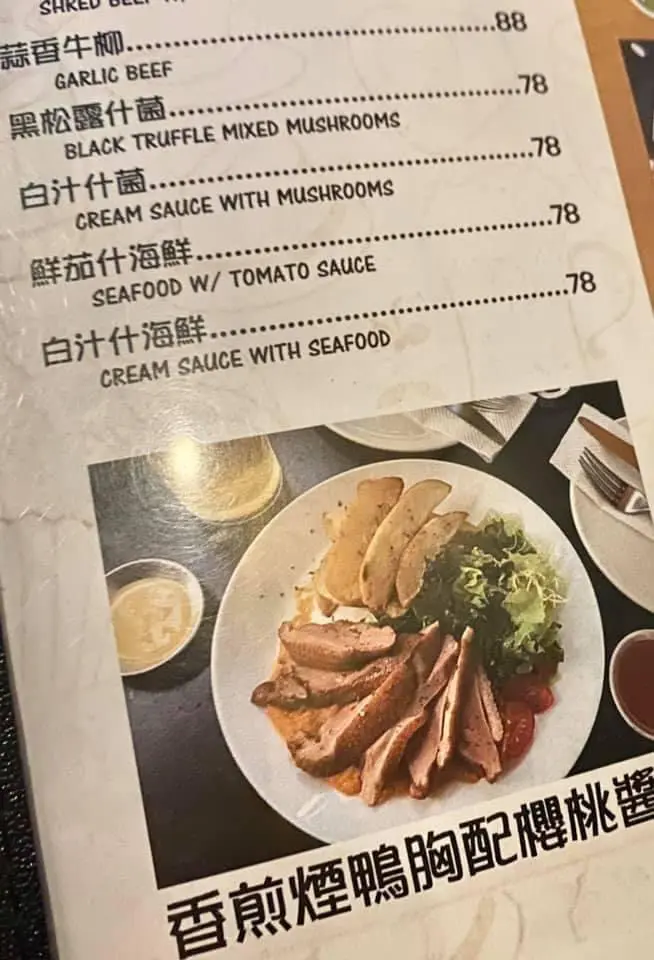 SHRED BEEF
蒜香牛柳....................88
GARLIC BEEF
黑松露什菌....................78
BLACK TRUFFLE MIXED MUSHROOMS
白汁什菌....................78
CREAM SAUCE WITH MUSHROOMS
鮮茄什海鮮....................78
SEAFOOD W/ TOMATO SAUCE
白汁什海鮮....................78
CREAM SAUCE WITH SEAFOOD
香煎煙鴨胸配櫻桃醬